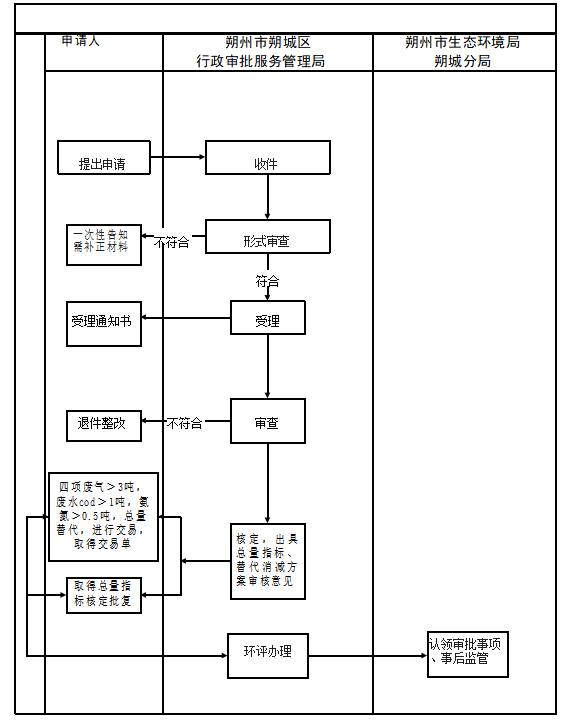 申请人
朔州市朔城区
行政审批服务管理局
朔州市生态环境局
朔城分局
提出申请
收件
一次性告知
需补正材料
不符合
形式审查
符合
受理通知书
受理
退件整改
不符合
审查
四项废气＞3吨，
废水cod＞1吨，氨
氮＞0.5吨，总量
替代，进行交易，
取得交易单
核定，出具
总量指标、
替代消减方
案审核意见
取得总量指
标核定批复
环评办理
认领审批事项
、事后监管